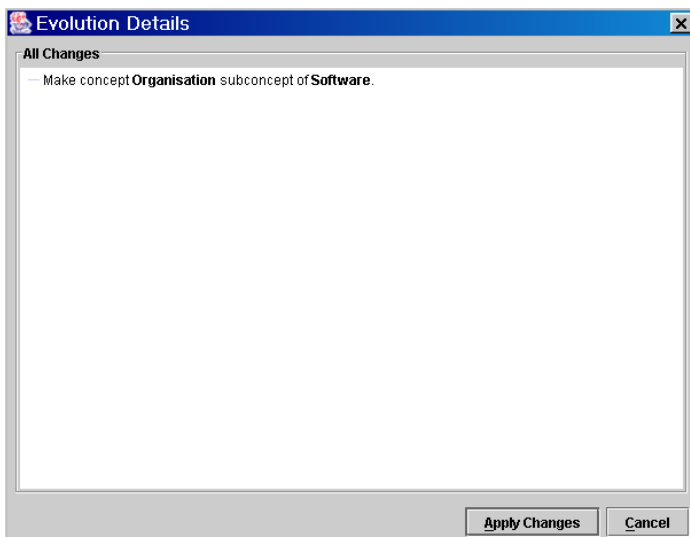 Evolution Details
All Changes
Make concept Organisation subconcept of Software.
Apply Changes Cancel